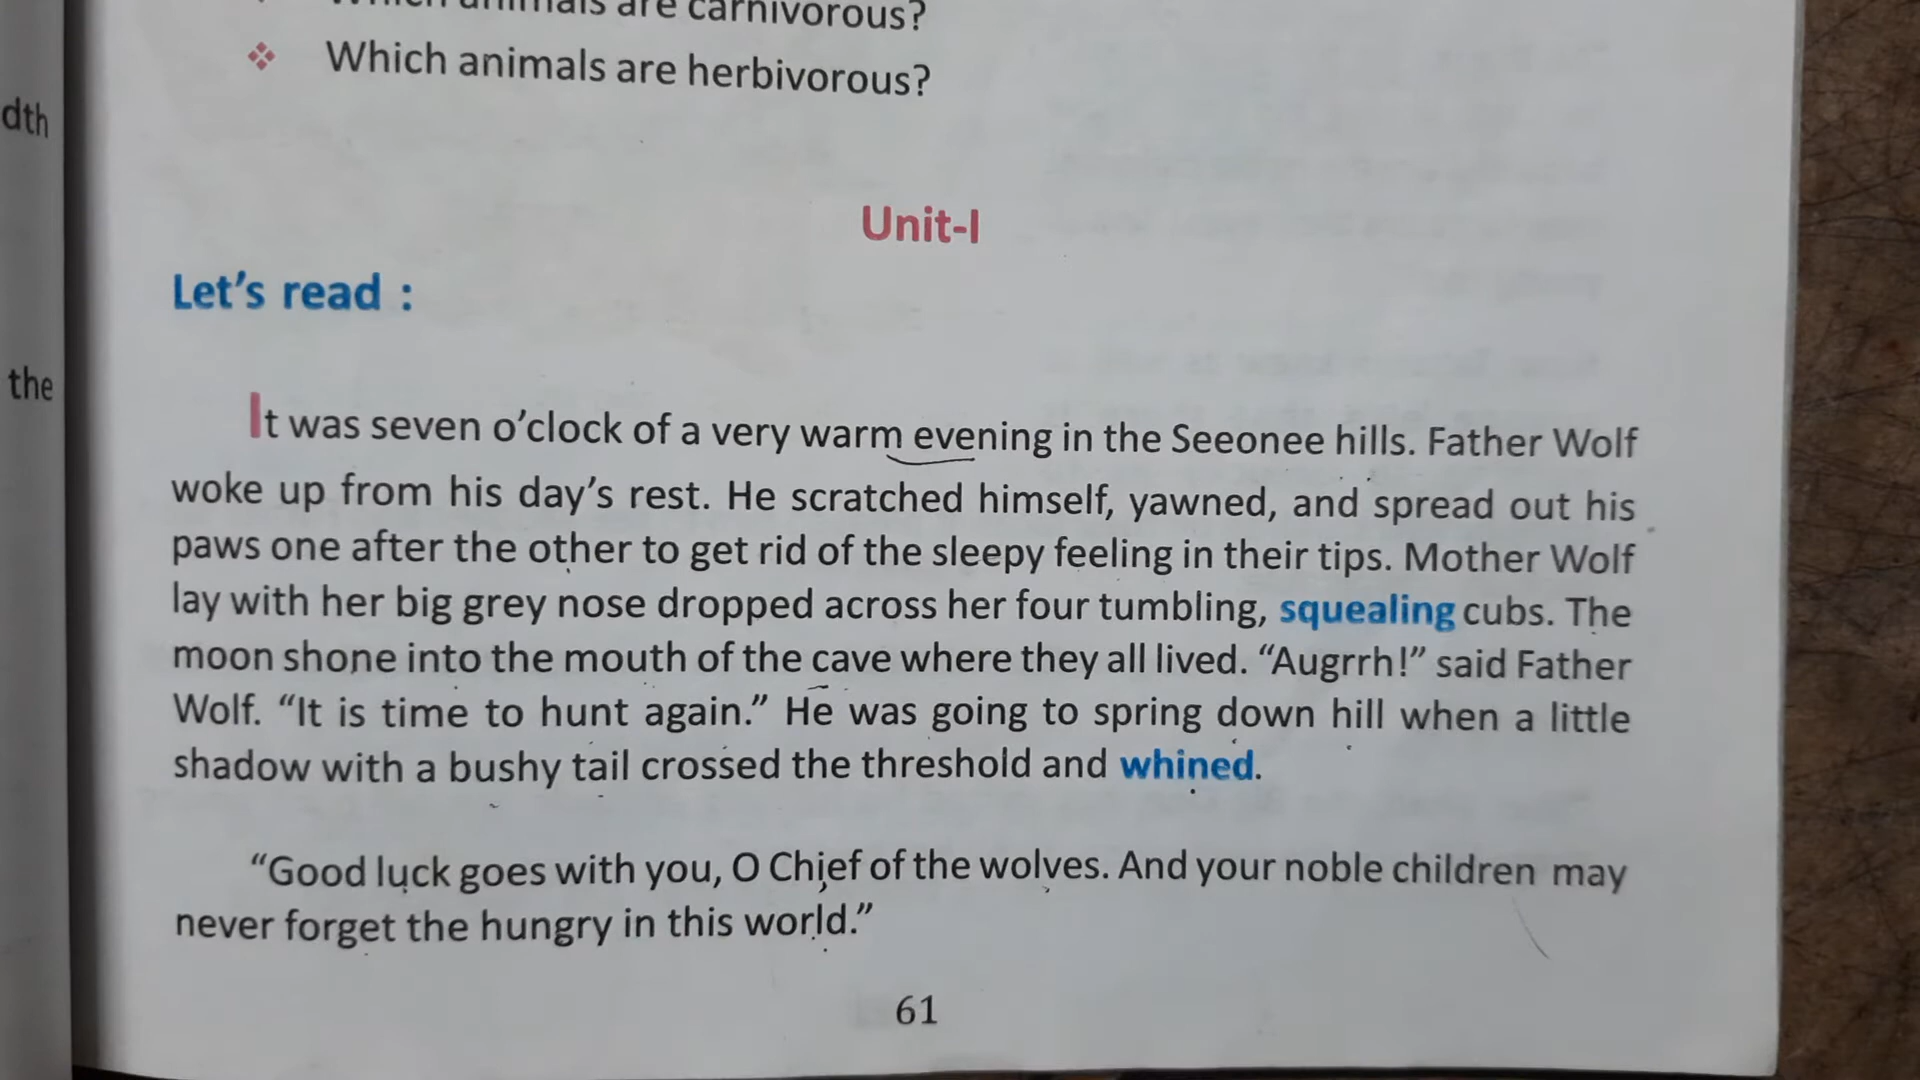 Which animals are carnivorous?
❖ Which animals are herbivorous?
dth
Unit-I
Let's read :
the
It was seven o'clock of a very warm evening in the Seeonee hills. Father Wolf
woke up from his day's rest. He scratched himself, yawned, and spread out his
paws one after the other to get rid of the sleepy feeling in their tips. Mother Wolf
lay with her big grey nose dropped across her four tumbling, squealing cubs. The
moon shone into the mouth of the cave where they all lived. “Augrrh!” said Father
Wolf. “It is time to hunt again.” He was going to spring down hill when a little
shadow with a bushy tail crossed the threshold and whined.
“Good luck goes with you, O Chief of the wolves. And your noble children may
never forget the hungry in this world.”
61